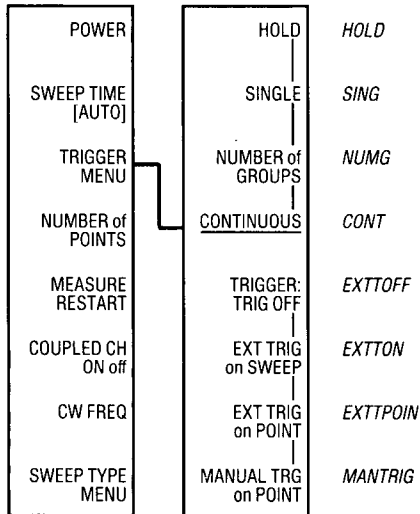 POWER
SWEEP TIME
[AUTO]
TRIGGER
MENU
NUMBER of
POINTS
MEASURE
RESTART
COUPLED CH
ON off
CW FREQ
SWEEP TYPE
MENU
HOLD
SINGLE
NUMBER of
GROUPS
CONTINUOUS
TRIGGER:
TRIG OFF
EXT TRIG
on SWEEP
EXT TRIG
on POINT
MANUAL TRG
on POINT
HOLD
SING
NUMG
CONT
EXTTOFF
EXTTON
EXTTPOIN
MANTRIG